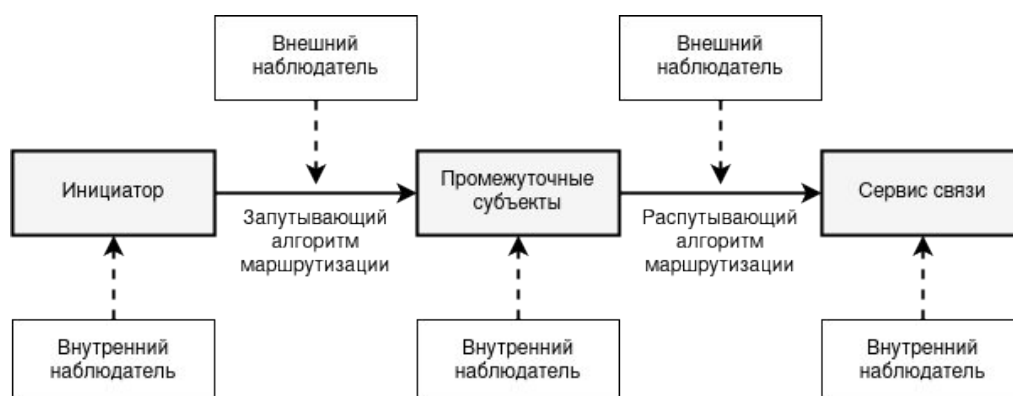 Внешний
наблюдатель
Внешний
наблюдатель
Инициатор
Промежуточные
субъекты
Сервис связи
Запутывающий
алгоритм
маршрутизации
Распутывающий
алгоритм
маршрутизации
Внутренний
наблюдатель
Внутренний
наблюдатель
Внутренний
наблюдатель